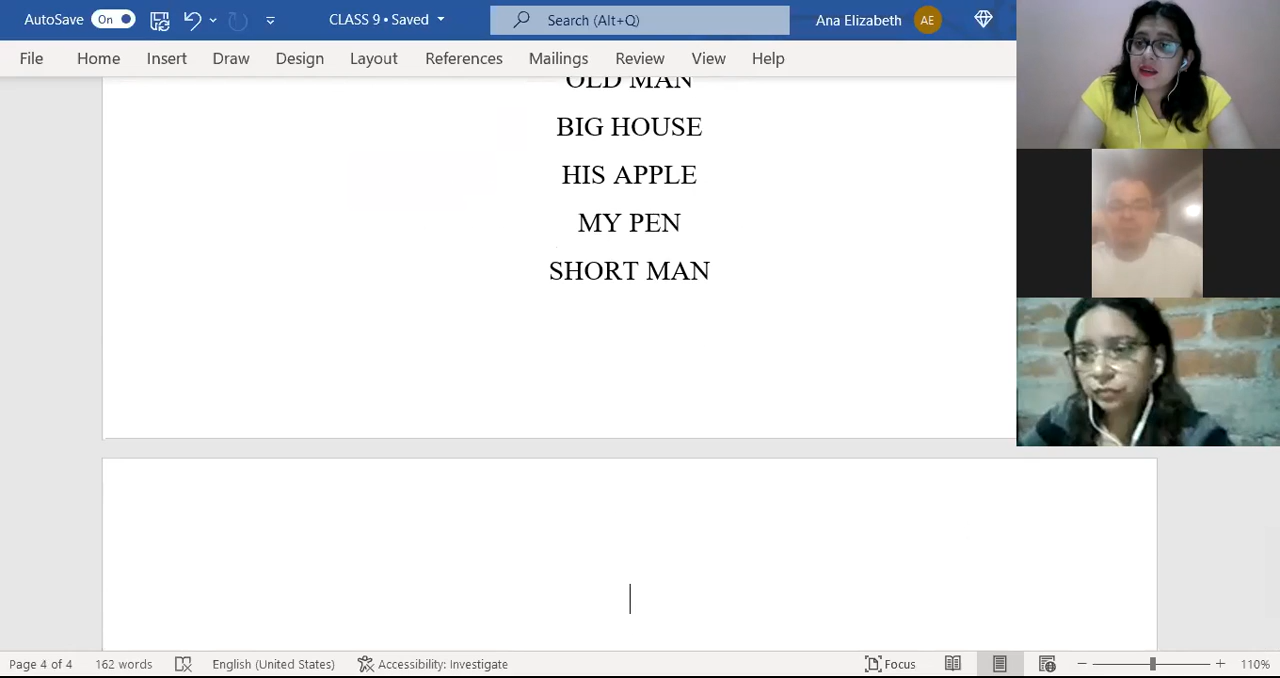 AutoSave On CLASS 9 • Saved Search (Alt+Q) Ana Elizabeth AE
File Home Insert Draw Design Layout References Mailings Review View Help
OLD MAN
BIG HOUSE
HIS APPLE
MY PEN
SHORT MAN
Page 4 of 4 162 words English (United States) Accessibility: Investigate Focus 110%